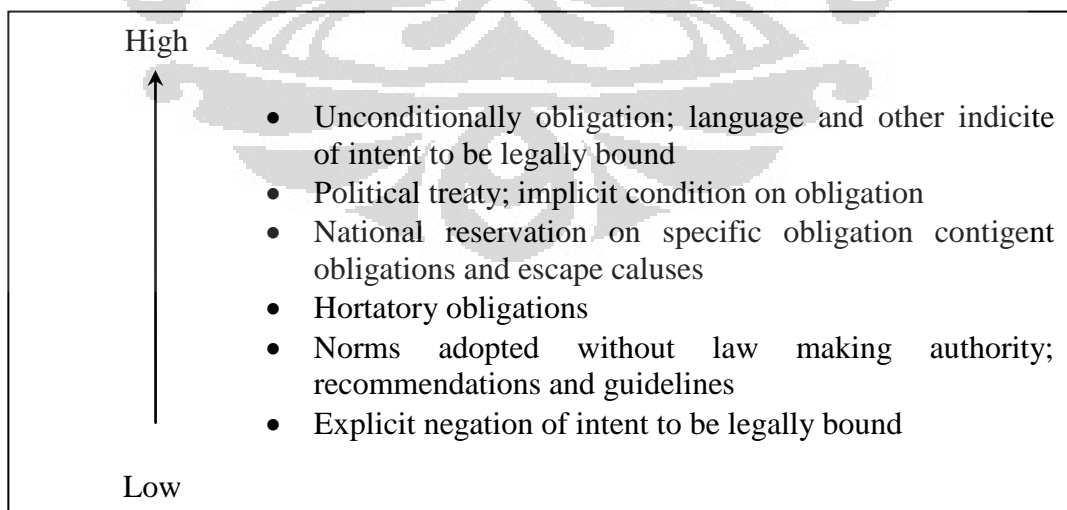 High
• Unconditionally obligation; language and other indicite
of intent to be legally bound
• Political treaty; implicit condition on obligation
• National reservation on specific obligation contigent
obligations and escape caluses
• Hortatory obligations
• Norms adopted without law making authority;
recommendations and guidelines
• Explicit negation of intent to be legally bound
Low